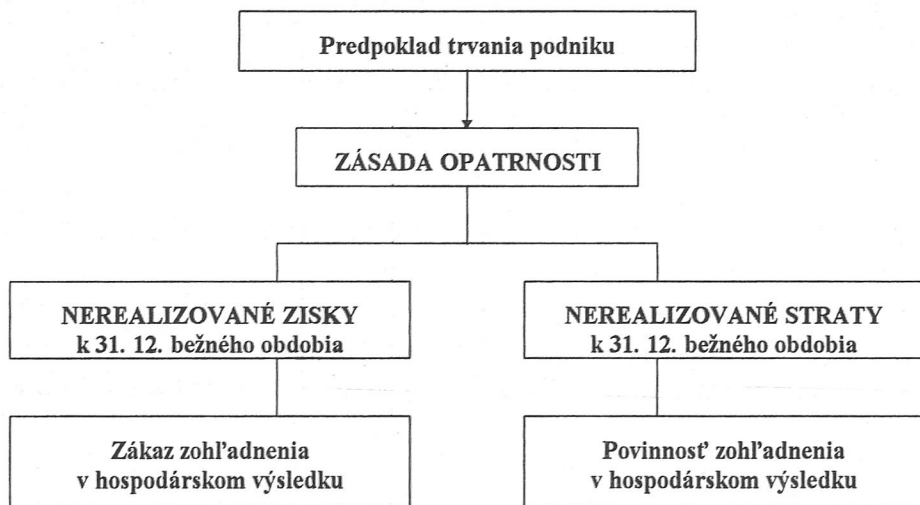 Predpoklad trvania podniku
ZÁSADA OPATRNOSTI
NEREALIZOVANÉ ZISKY
k 31. 12. bežného obdobia
NEREALIZOVANÉ STRATY
k 31. 12. bežného obdobia
Zákaz zohľadnenia
v hospodárskom výsledku
Povinnosť zohľadnenia
v hospodárskom výsledku